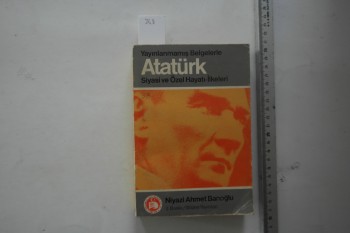 Yayınlanmamış Belgelerle
Atatürk
Siyasi ve Özel Hayatı-İlkeleri
Niyazi Ahmet Banoğlu